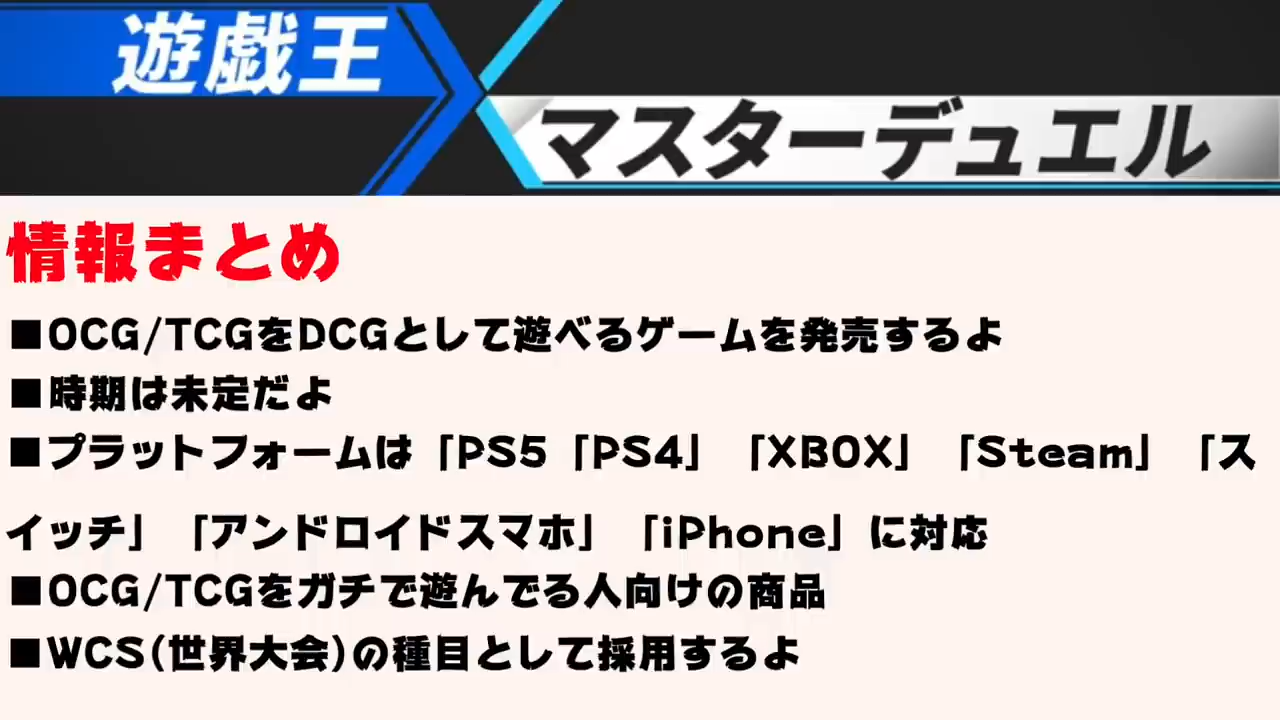 遊戯王
マスターデュエル
情報まとめ
■OCG/TCGをDCGとして遊べるゲームを発売するよ
■時期は未定だよ
■プラットフォームは「PS5「PS4」「XBOX」「Steam」「ス
イッチ」「アンドロイドスマホ」「iPhone」に対応
■OCG/TCGをガチで遊んでる人向けの商品
■WCS(世界大会)の種目として採用するよ